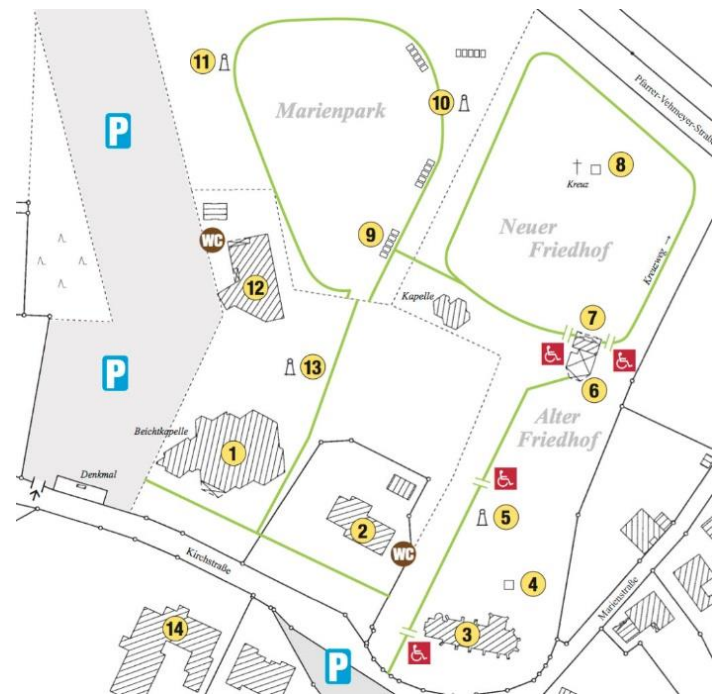 11
P
10
Marienpark
Pfarrer-Vehmeyer-Straße
8
Kreuz
9
Neuer
Friedhof
Kreuzweg →
WC
12
Kapelle
7
P
13
6
Alter
Friedhof
Beichtkapelle
1
Denkmal
5
2
WC
Kirchstraße
4
Marienstraße
3
14
P